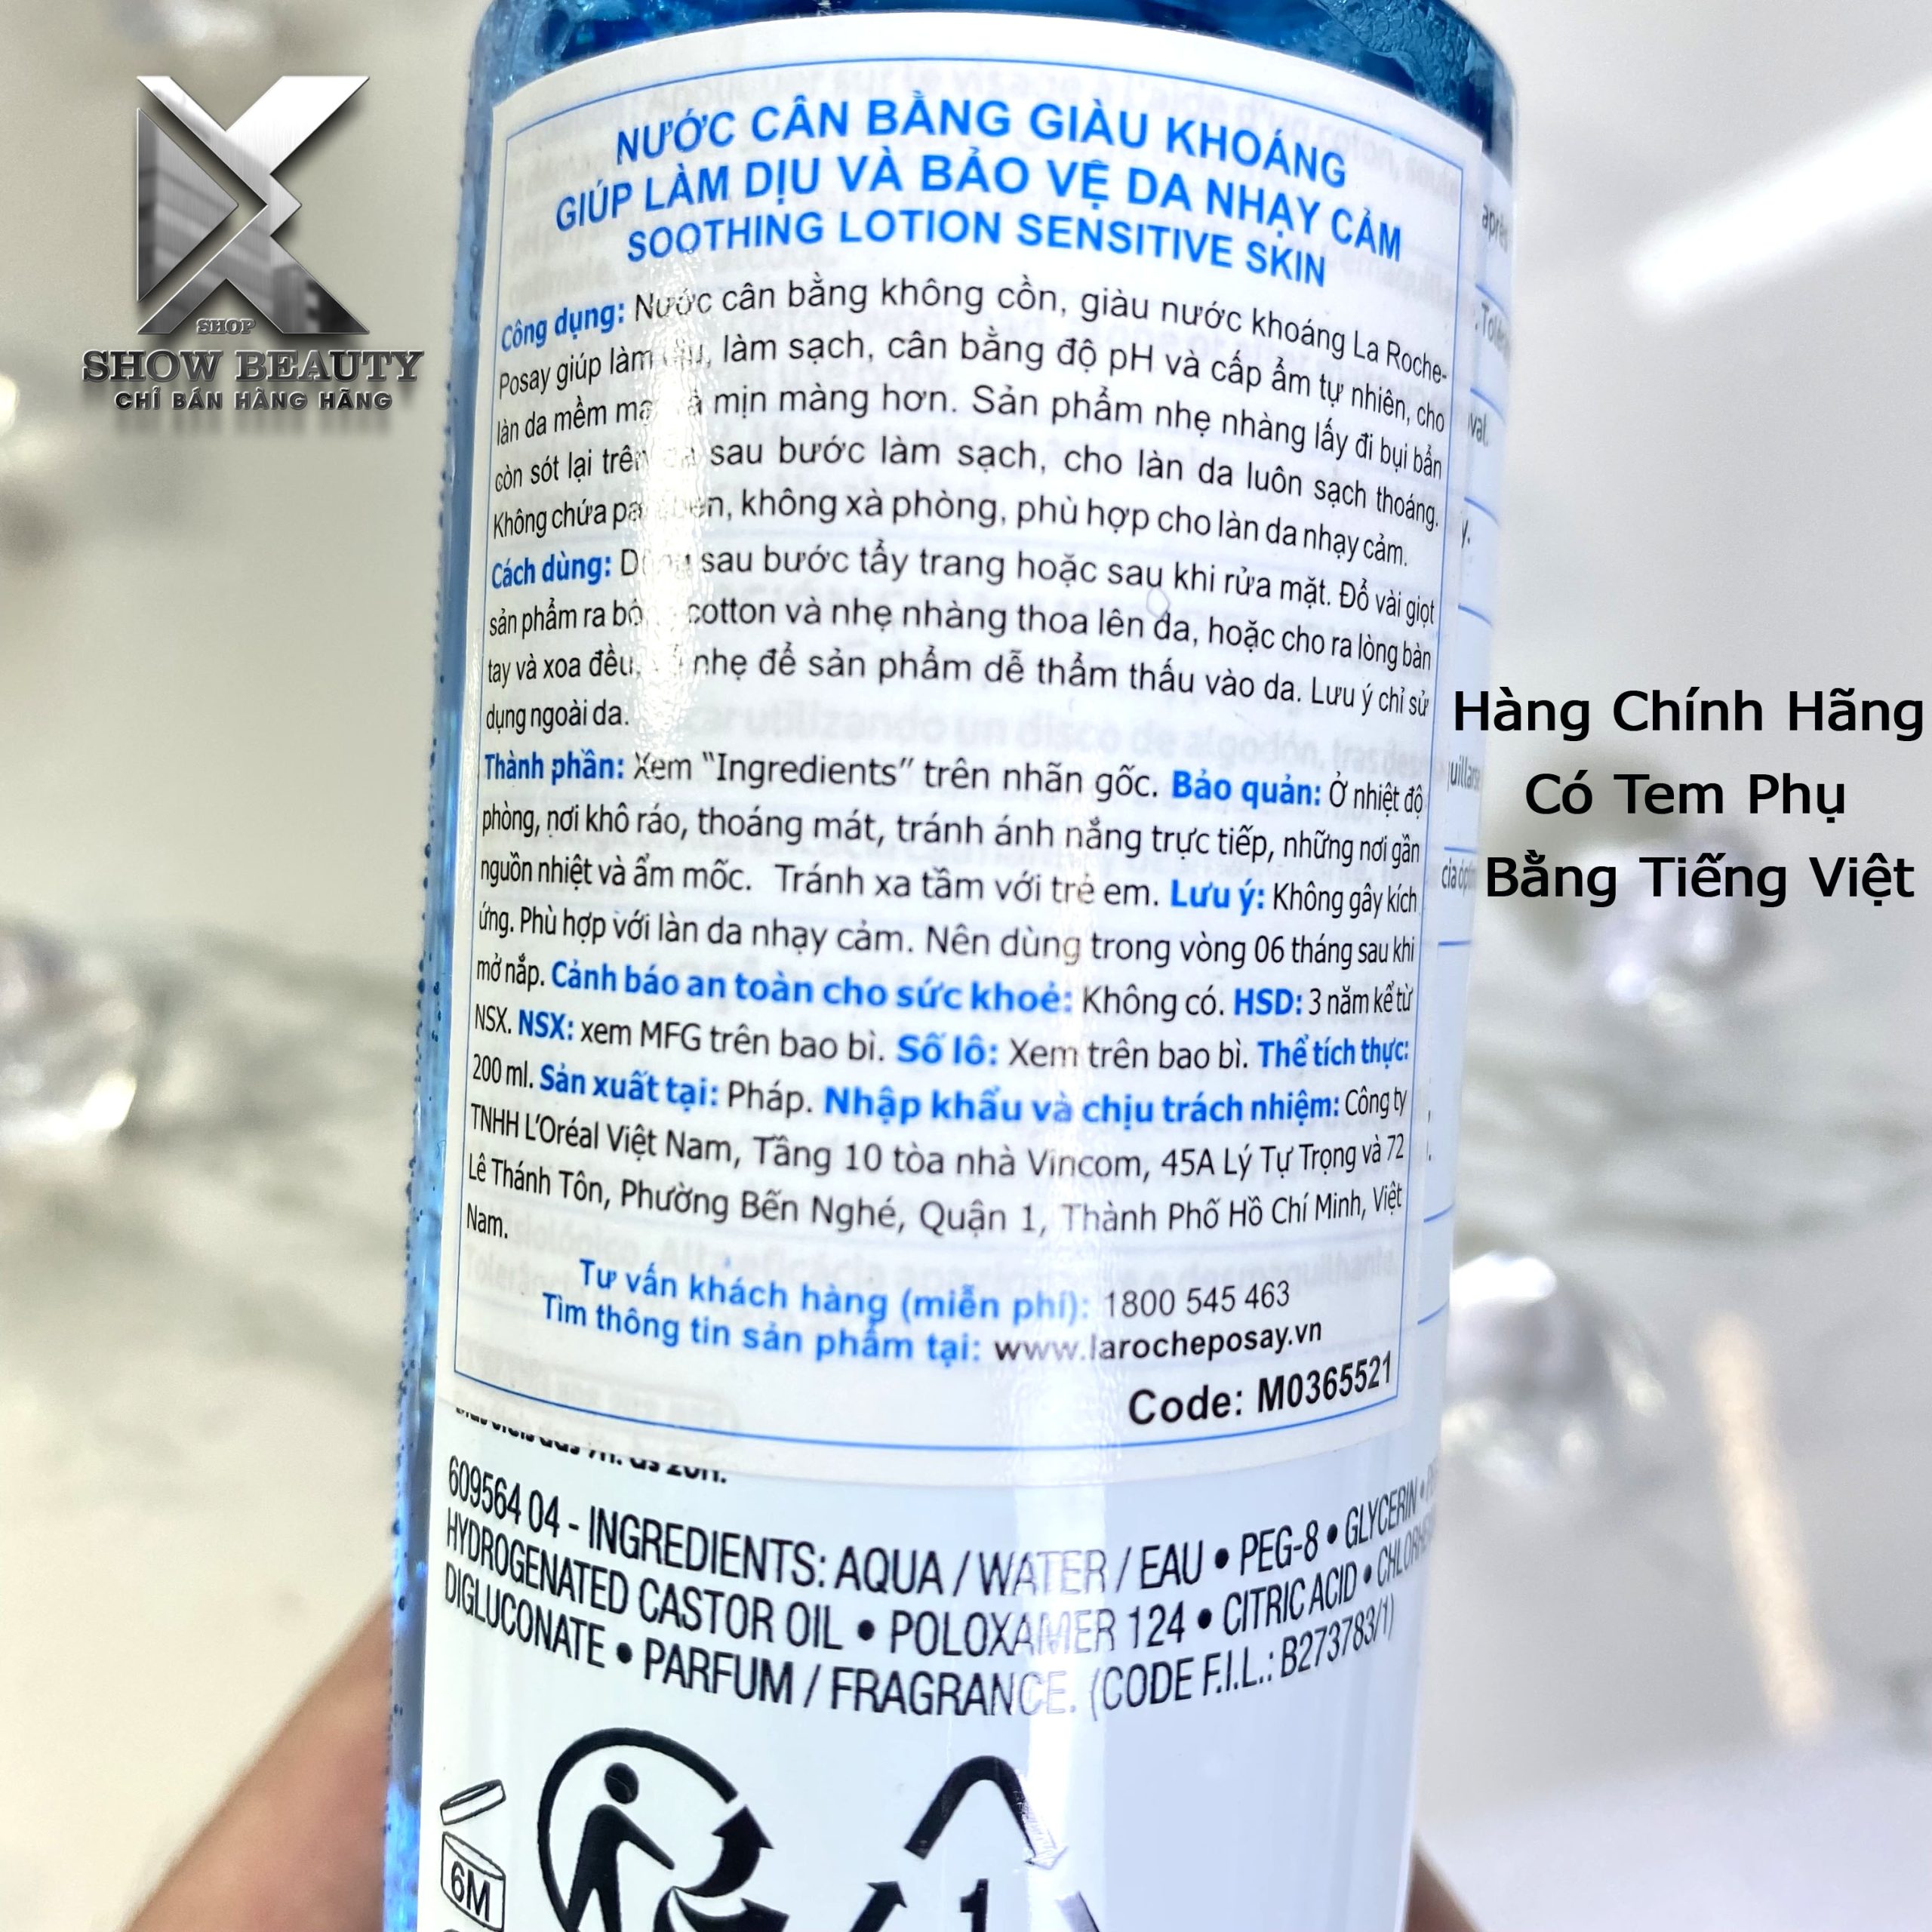 NƯỚC CÂN BẰNG GIÀU KHOÁNG
GIÚP LÀM DỊU VÀ BẢO VỆ DA NHẠY CẢM
SOOTHING LOTION SENSITIVE SKIN
Công dụng: Nước cân bằng không cồn, giàu nước khoáng La Roche-
Posay giúp làm dịu, làm sạch, cân bằng độ pH và cấp ẩm tự nhiên, cho
làn da mềm mại và mịn màng hơn. Sản phẩm nhẹ nhàng lấy đi bụi bẩn
còn sót lại trên da sau bước làm sạch, cho làn da luôn sạch thoáng.
Không chứa paraben, không xà phòng, phù hợp cho làn da nhạy cảm.
Cách dùng: Dùng sau bước tẩy trang hoặc sau khi rửa mặt. Đổ vài giọt
sản phẩm ra bông cotton và nhẹ nhàng thoa lên da, hoặc cho ra lòng bàn
tay và xoa đều, vỗ nhẹ để sản phẩm dễ thẩm thấu vào da. Lưu ý chỉ sử
dụng ngoài da.
Thành phần: Xem “Ingredients” trên nhãn gốc. Bảo quản: Ở nhiệt độ
phòng, nơi khô ráo, thoáng mát, tránh ánh nắng trực tiếp, những nơi gần
nguồn nhiệt và ẩm mốc. Tránh xa tầm với trẻ em. Lưu ý: Không gây kích
ứng. Phù hợp với làn da nhạy cảm. Nên dùng trong vòng 06 tháng sau khi
mở nắp. Cảnh báo an toàn cho sức khoẻ: Không có. HSD: 3 năm kể từ
NSX. NSX: xem MFG trên bao bì. Số lô: Xem trên bao bì. Thể tích thực:
200 ml. Sản xuất tại: Pháp. Nhập khẩu và chịu trách nhiệm: Công ty
TNHH L'Oréal Việt Nam, Tầng 10 tòa nhà Vincom, 45A Lý Tự Trọng và 72
Lê Thánh Tôn, Phường Bến Nghé, Quận 1, Thành Phố Hồ Chí Minh, Việt
Nam.
Tư vấn khách hàng (miễn phí): 1800 545 463
Tìm thông tin sản phẩm tại: www.larocheposay.vn
Code: M0365521
609564 04 - INGREDIENTS: AQUA / WATER / EAU • PEG-8 • GLYCERIN •
HYDROGENATED CASTOR OIL • POLOXAMER 124 • CITRIC ACID •
DIGLUCONATE • PARFUM / FRAGRANCE. (CODE F.I.L.: B273783/1)
6M
1
SHOP
SHOW BEAUTY
CHỈ BÁN HÀNG HÃNG
Hàng Chính Hãng
Có Tem Phụ
Bằng Tiếng Việt